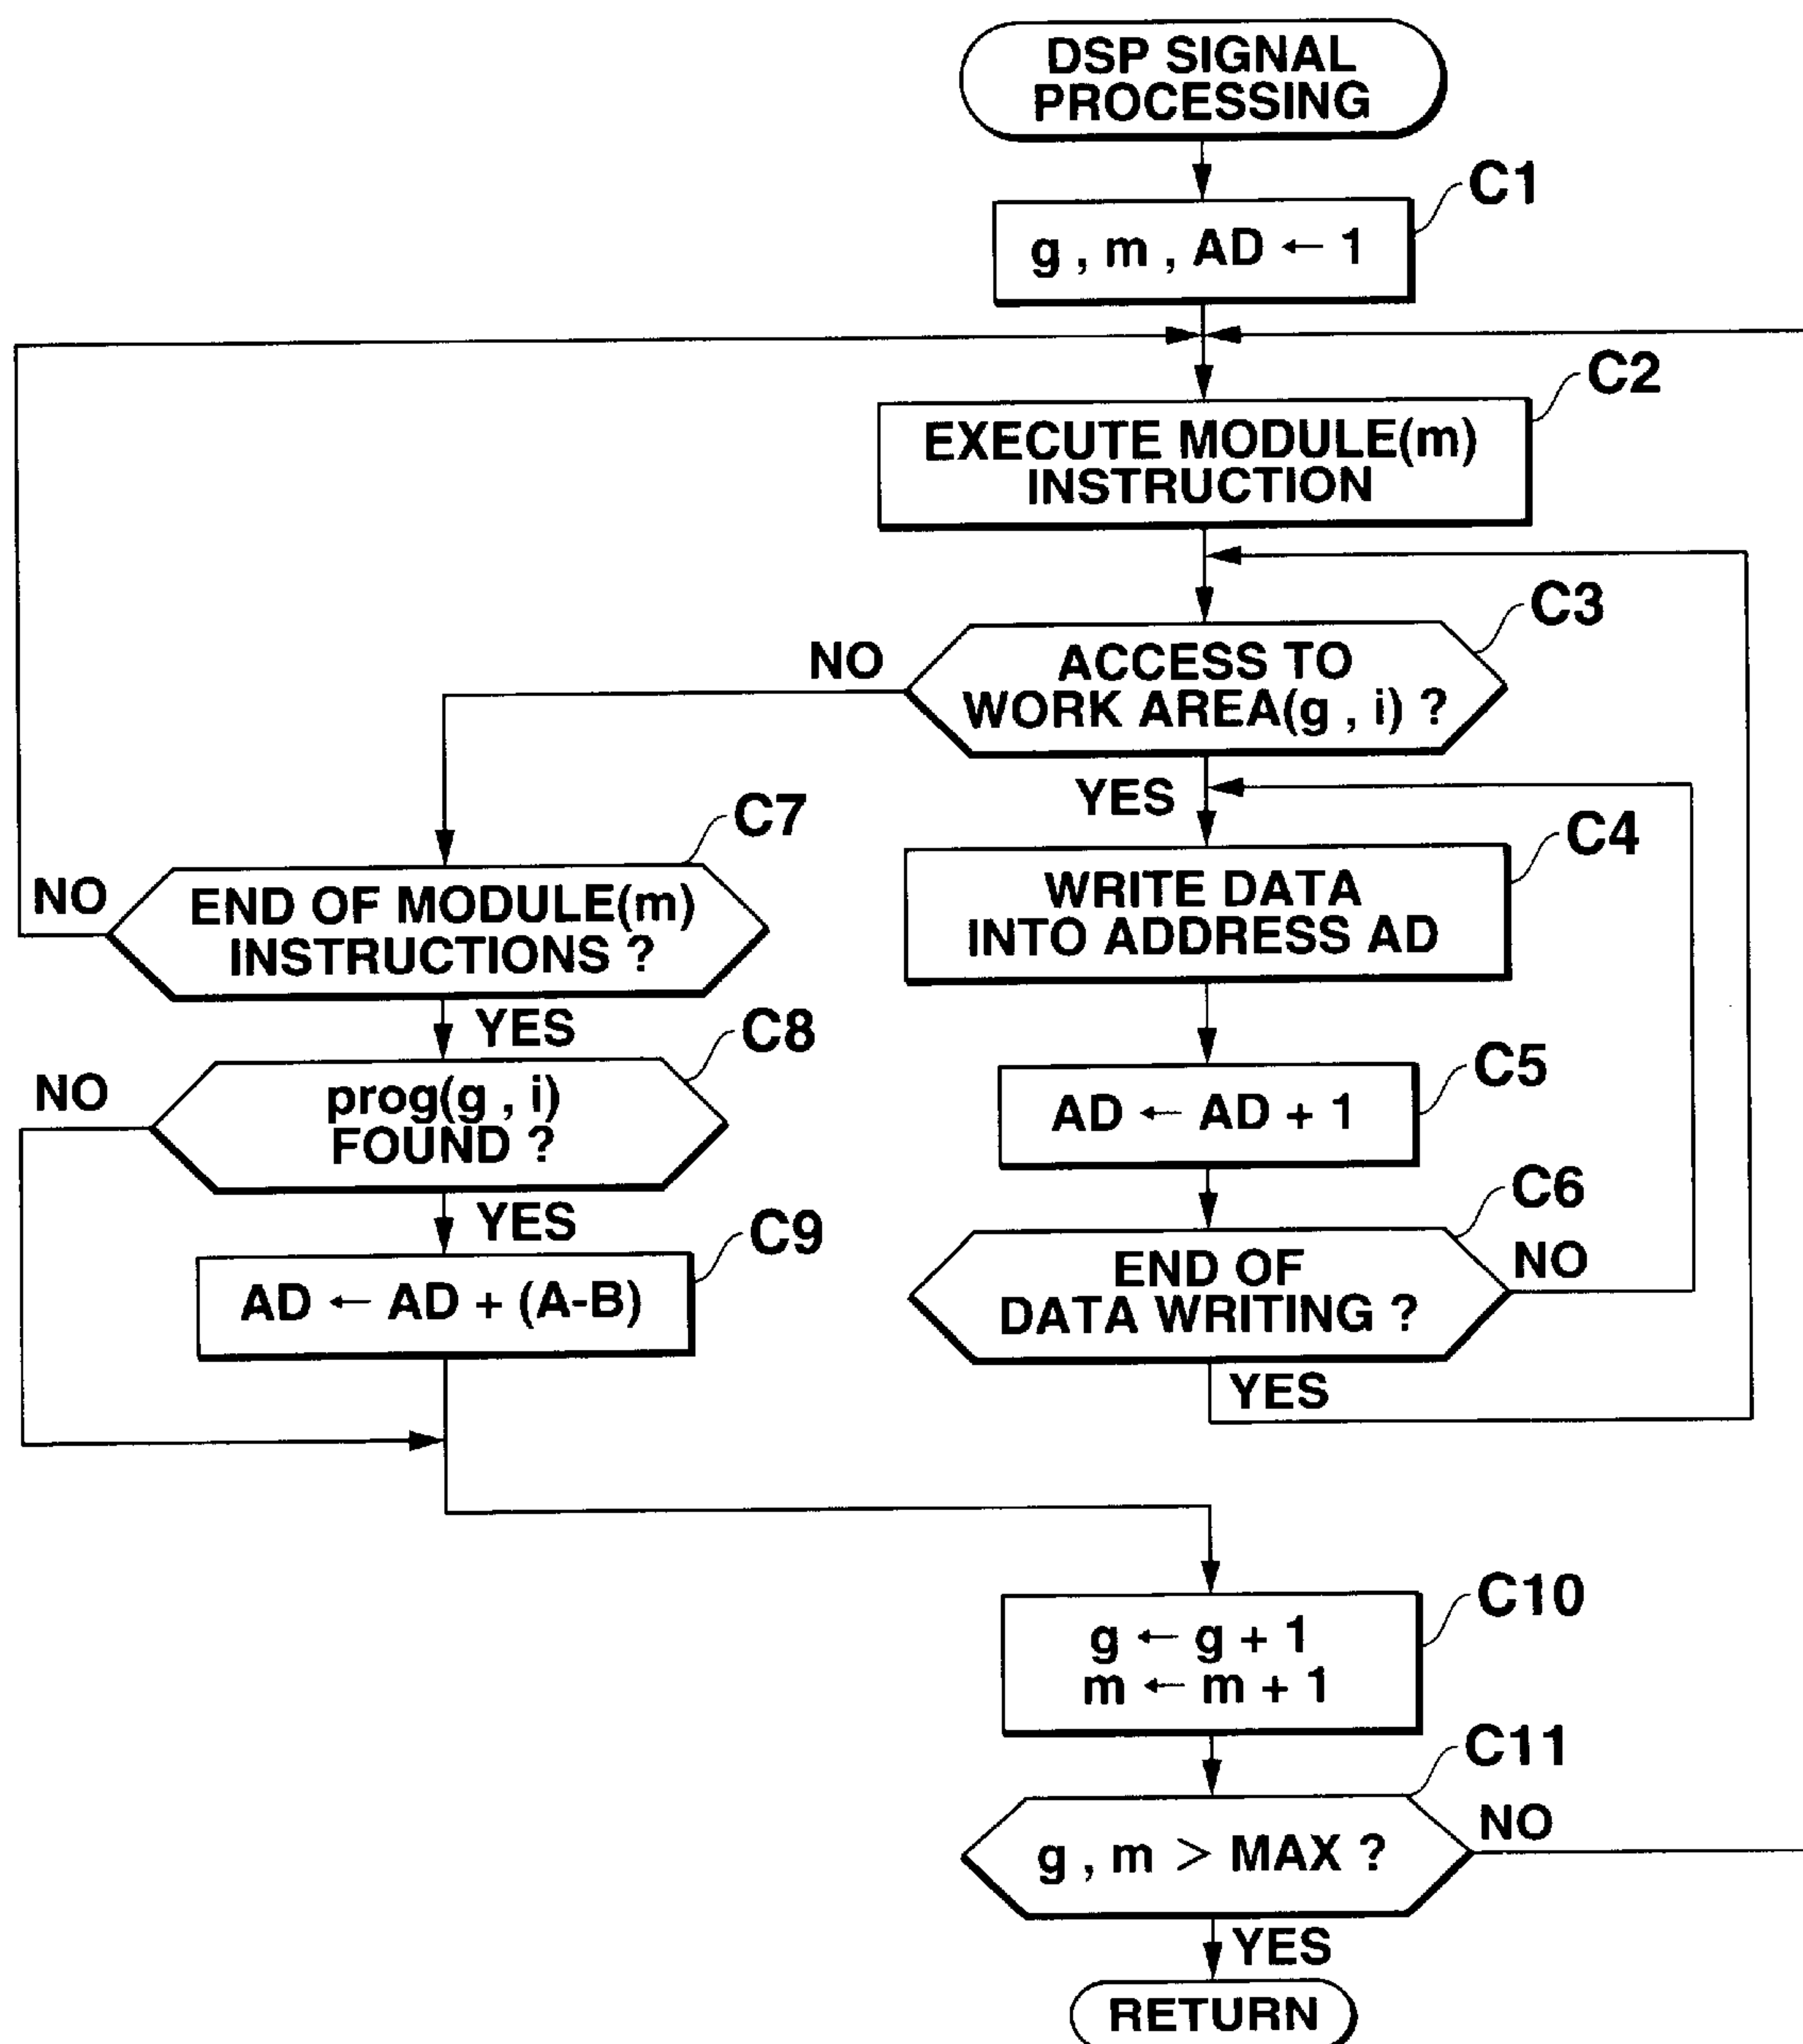 DSP SIGNAL
PROCESSING
C1
g , m , AD ← 1
C2
EXECUTE MODULE(m)
INSTRUCTION
C3
NO
ACCESS TO
WORK AREA(g , i) ?
YES
C7
C4
NO
END OF MODULE(m)
INSTRUCTIONS ?
WRITE DATA
INTO ADDRESS AD
YES
C8
NO
prog(g , i)
FOUND ?
C5
AD ← AD + 1
YES
C9
C6
AD ← AD + (A-B)
END OF
DATA WRITING ?
NO
YES
C10
g ← g + 1
m ← m + 1
C11
g , m > MAX ?
NO
YES
RETURN